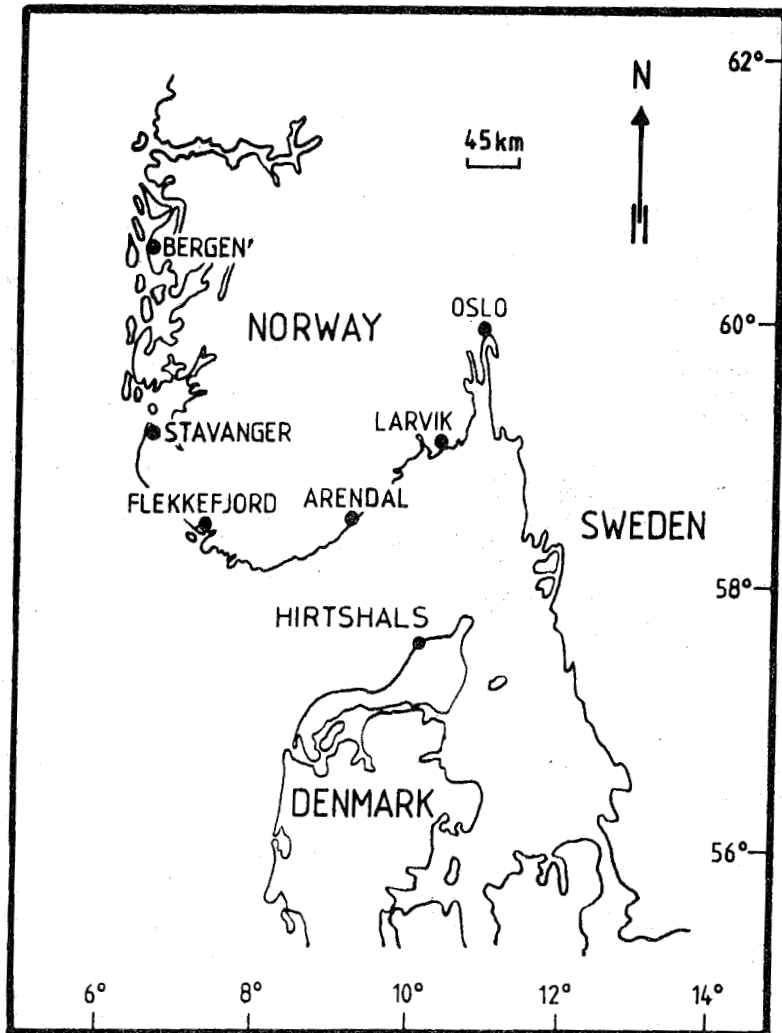 62°
N
45km
BERGEN'
OSLO
NORWAY
60°
LARVIK
STAVANGER
FLEKKEFJORD
ARENDAL
SWEDEN
58°
HIRTSHALS
DENMARK
56°
6°
8°
10°
12°
14°